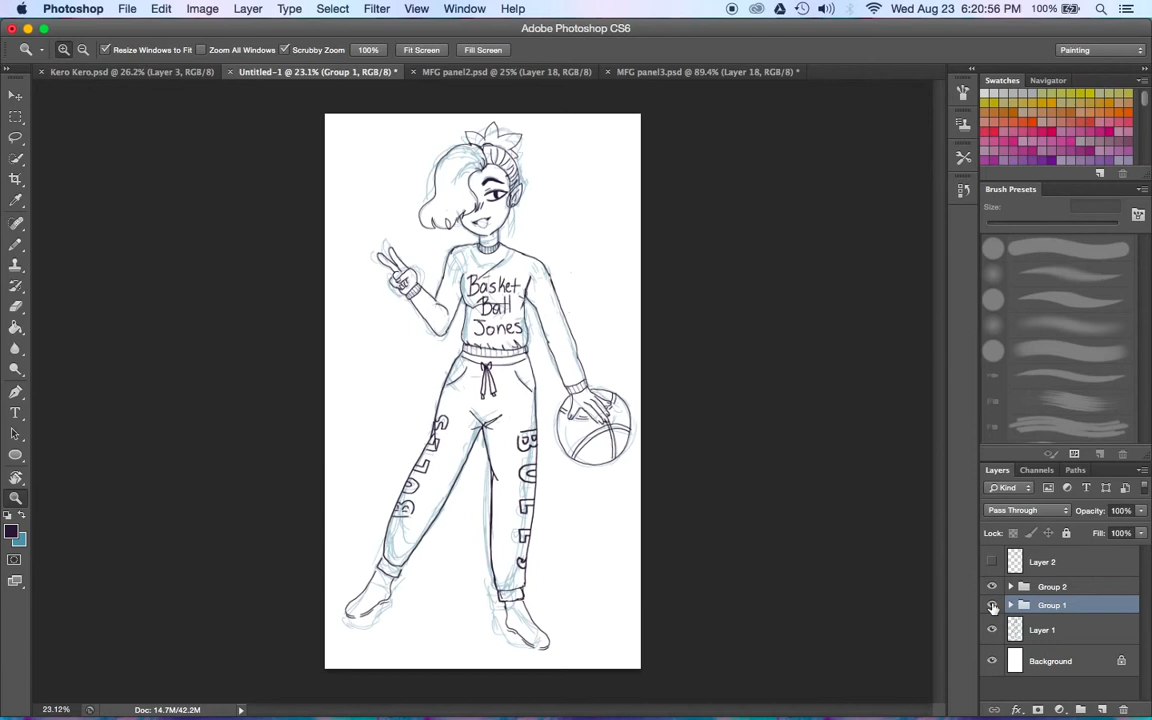 Photoshop File Edit Image Layer Type Select Filter View Window Help Wed Aug 23 6:20:56 PM 100%
Adobe Photoshop CS6
Resize Windows to Fit Zoom All Windows Scrubby Zoom 100% Fit Screen Fill Screen Painting
Kero Kero.psd @ 26.2% (Layer 3, RGB/8) Untitled-1 @ 23.1% (Group 1, RGB/8) * MFG panel2.psd @ 25% (Layer 18, RGB/8) MFG panel3.psd @ 89.4% (Layer 18, RGB/8) *
Swatches Navigator
Brush Presets
Size:
Basket
Ball
Jones
BULLS
BULLS
Layers Channels Paths
Kind
Pass Through Opacity: 100%
Lock: Fill: 100%
Layer 2
Group 2
Group 1
Layer 1
Background
fx
23.12% Doc: 14.7M/42.2M